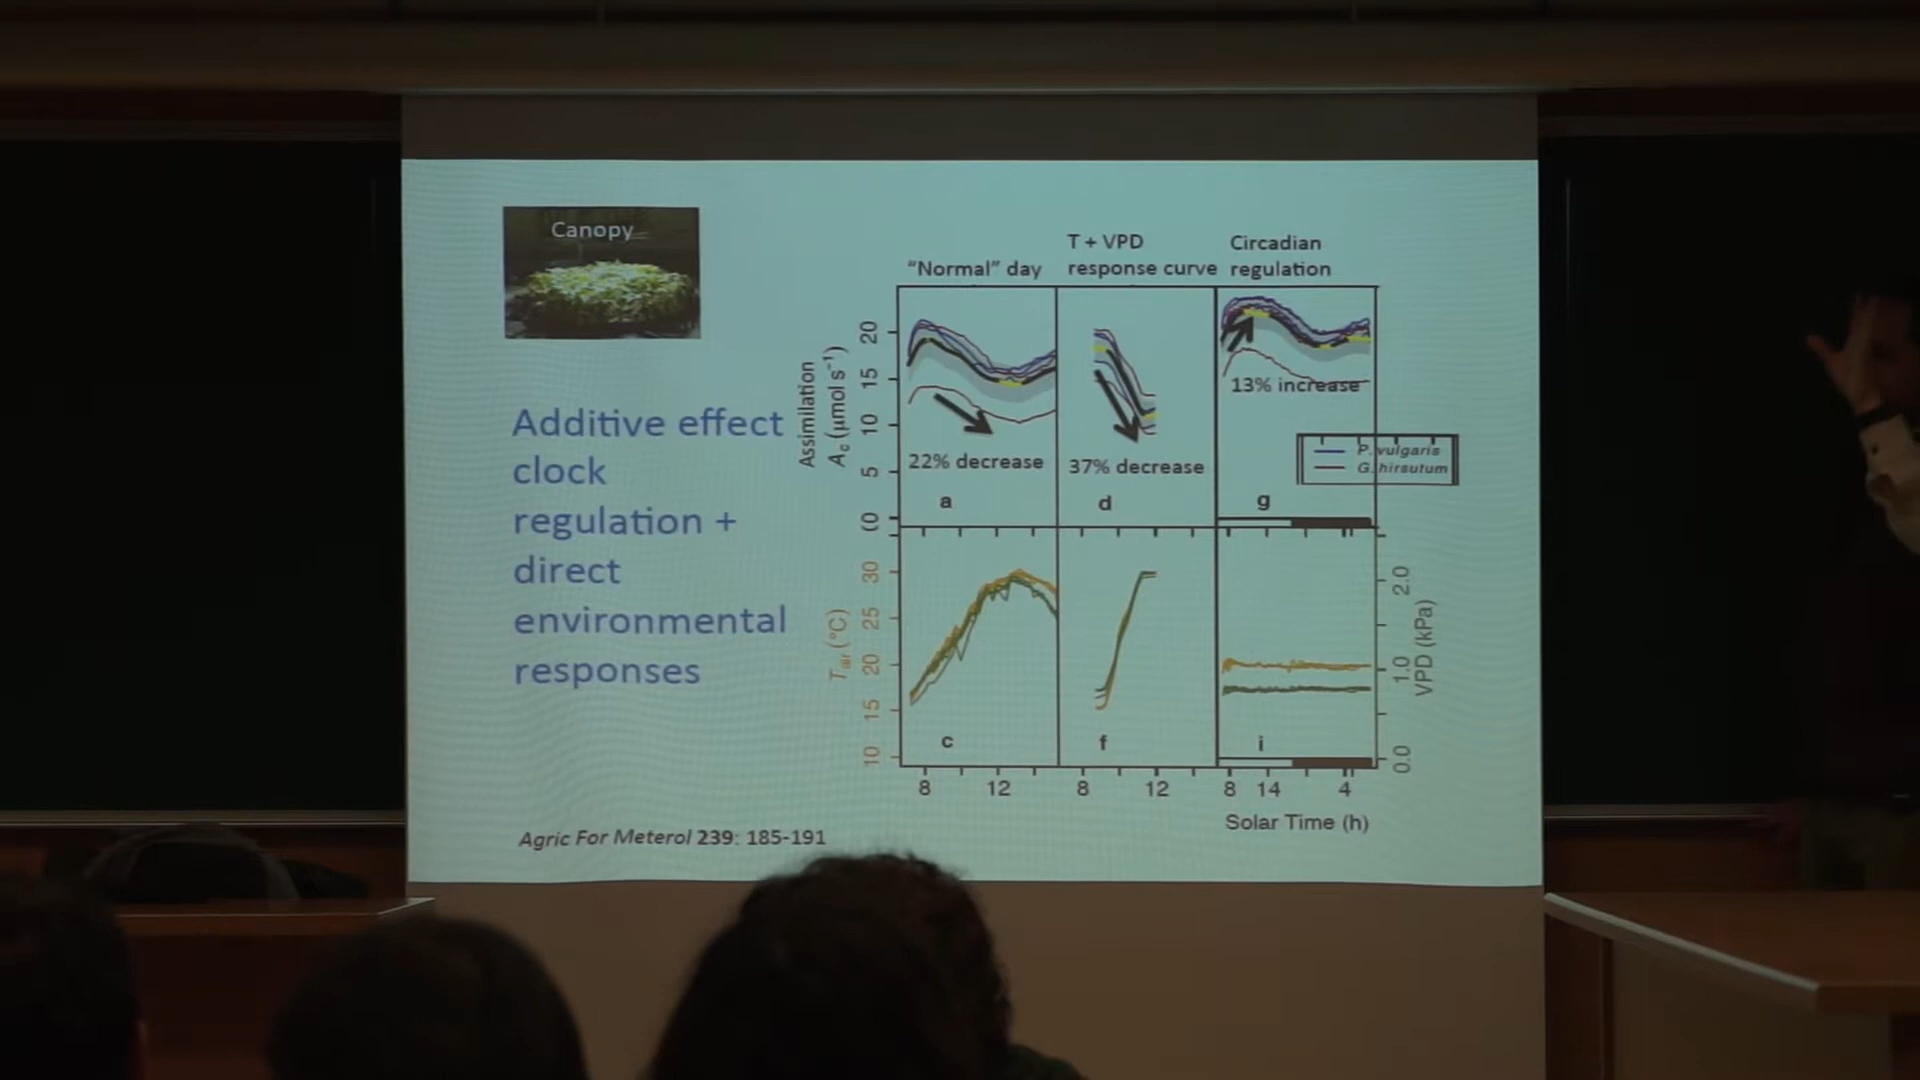 Canopy
Additive effect
clock
regulation +
direct
environmental
responses
Agric For Meterol 239: 185-191
"Normal" day
T + VPD
response curve
Circadian
regulation
Assimilation
Ac (μmol s⁻¹)
20
15
10
5
0
22% decrease
a
37% decrease
d
13% increase
g
P. vulgaris
G. hirsutum
Tair (°C)
30
25
20
15
10
c
f
i
2.0
1.0
0.0
VPD (kPa)
8 12 8 12 8 14 4
Solar Time (h)